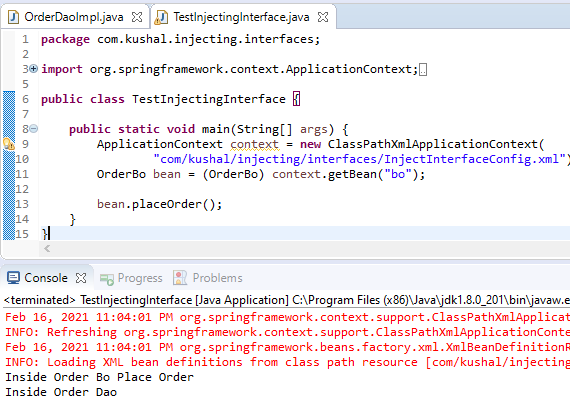 OrderDaoImpl.java TestInjectingInterface.java
1 package com.kushal.injecting.interfaces;
2
3 import org.springframework.context.ApplicationContext;
5
6 public class TestInjectingInterface {
7
8 public static void main(String[] args) {
9 ApplicationContext context = new ClassPathXmlApplicationContext(
10 "com/kushal/injecting/interfaces/InjectInterfaceConfig.xml")
11 OrderBo bean = (OrderBo) context.getBean("bo");
12
13 bean.placeOrder();
14 }
15 }
Console Progress Problems
<terminated> TestInjectingInterface [Java Application] C:\Program Files (x86)\Java\jdk1.8.0_201\bin\javaw.e
Feb 16, 2021 11:04:01 PM org.springframework.context.support.ClassPathXmlApplicat
INFO: Refreshing org.springframework.context.support.ClassPathXmlApplicationConte
Feb 16, 2021 11:04:01 PM org.springframework.beans.factory.xml.XmlBeanDefinitionR
INFO: Loading XML bean definitions from class path resource [com/kushal/injecting
Inside Order Bo Place Order
Inside Order Dao